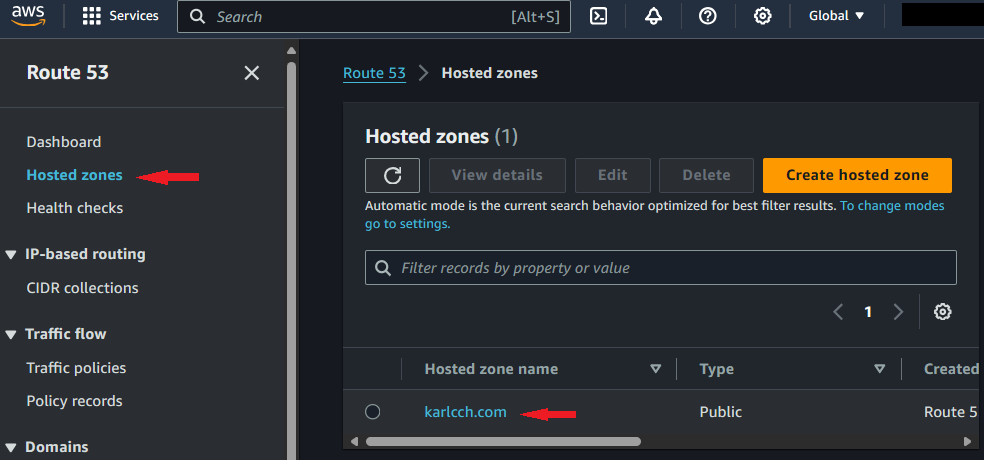 aws
Services
Search [Alt+S]
Global
Route 53
Dashboard
Hosted zones
Health checks
IP-based routing
CIDR collections
Traffic flow
Traffic policies
Policy records
Domains
Route 53 > Hosted zones
Hosted zones (1)
View details Edit Delete Create hosted zone
Automatic mode is the current search behavior optimized for best filter results. To change modes
go to settings.
Filter records by property or value
1
Hosted zone name Type Created
karlcch.com Public Route 5